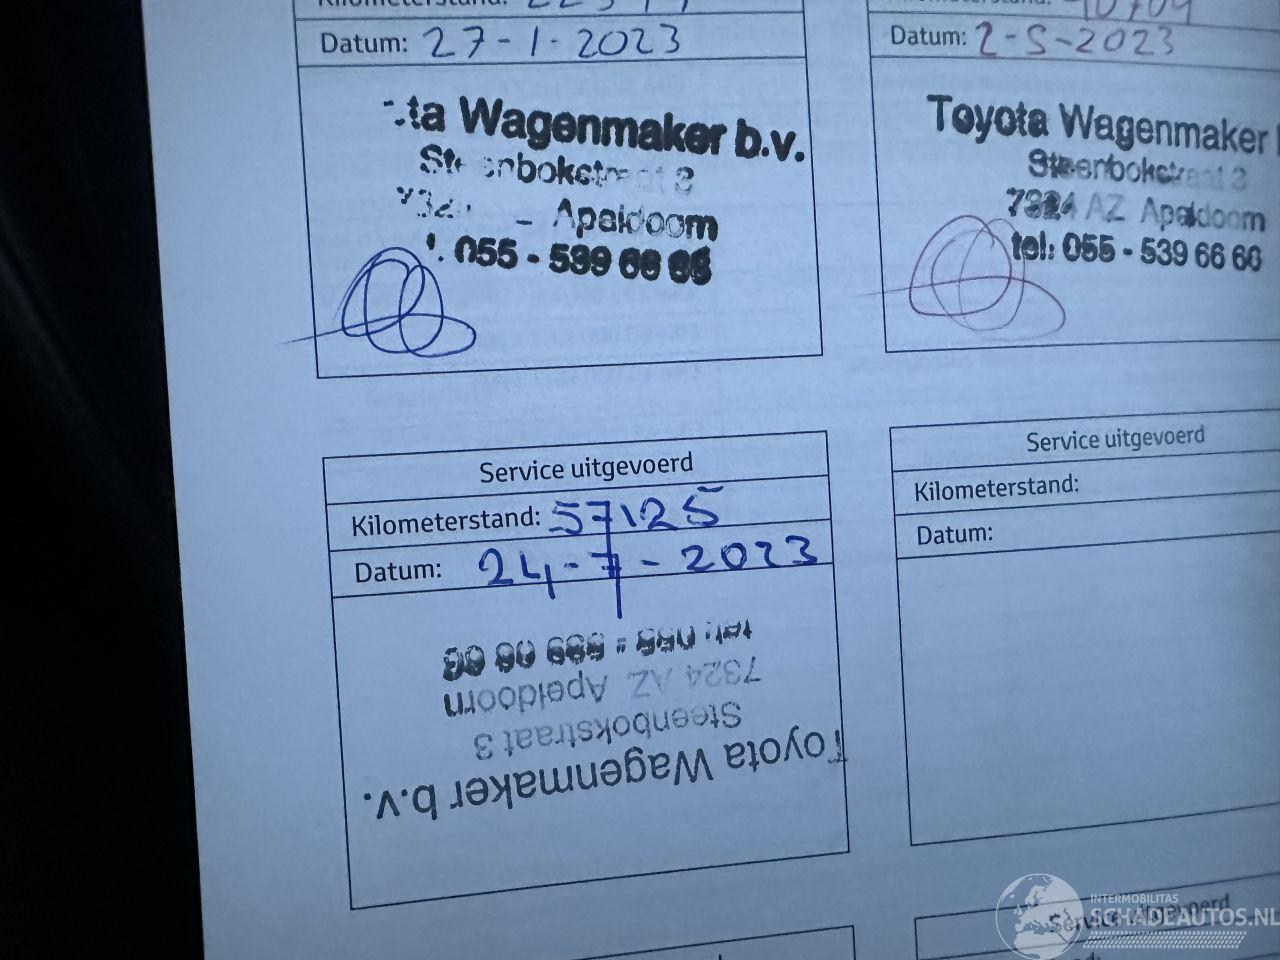 Datum: 27-1-2023
Datum: 2-5-2023
ta Wagenmaker b.v.
Apeldoorn
055 - 539 66 66
Toyota Wagenmaker
Steenbokstraat 3
7324 AZ Apeldoorn
tel: 055 - 539 66 66
Service uitgevoerd
Kilometerstand: 57125
Datum: 24-7-2023
Toyota Wagenmaker b.v.
Steenbokstraat 3
7324 AZ Apeldoorn
tel: 055 - 539 66 66
Service uitgevoerd
Kilometerstand:
Datum:
Service uitgevoerd
INTERMOBILITAS
SCHADEAUTOS.NL